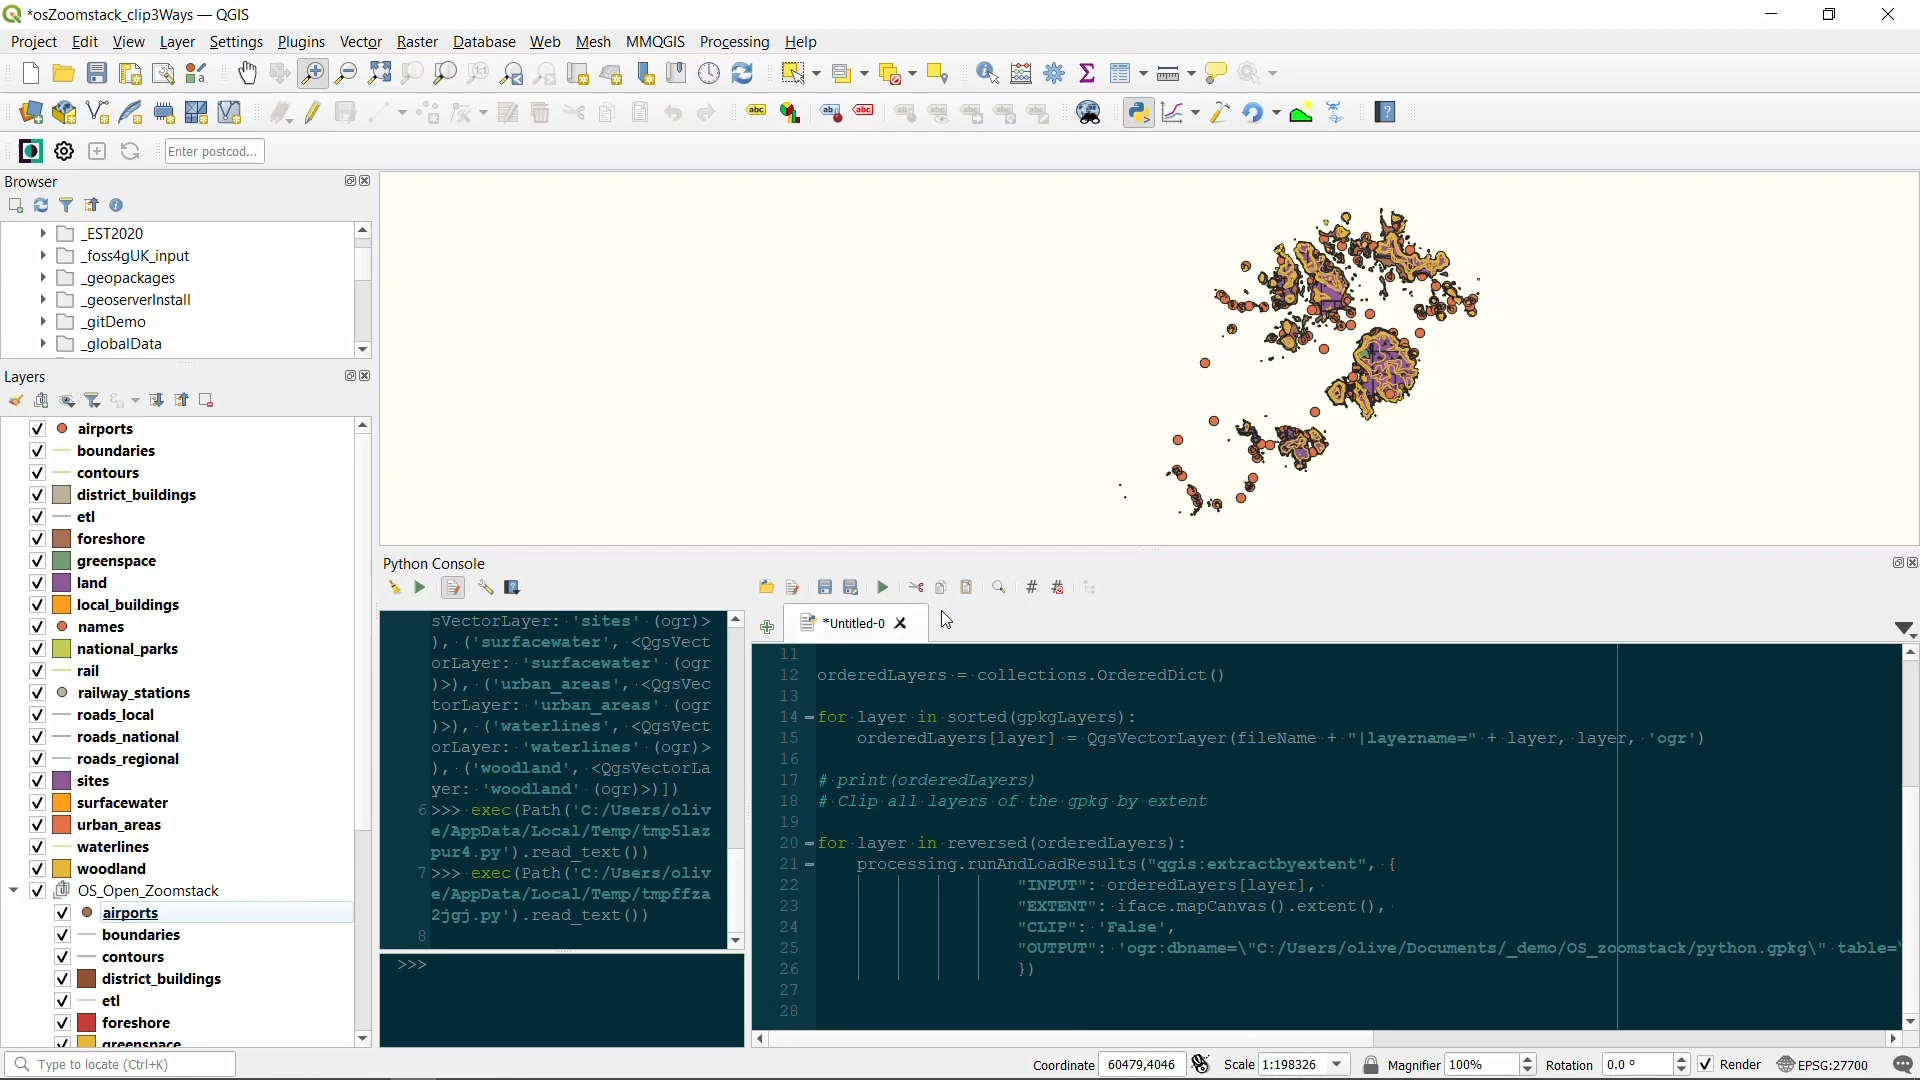 *osZoomstack_clip3Ways — QGIS
Project Edit View Layer Settings Plugins Vector Raster Database Web Mesh MMQGIS Processing Help
Enter postcod...
Browser
_EST2020
_foss4gUK_input
_geopackages
_geoserverInstall
_gitDemo
_globalData
Layers
airports
boundaries
contours
district_buildings
etl
foreshore
greenspace
land
local_buildings
names
national_parks
rail
railway_stations
roads_local
roads_national
roads_regional
sites
surfacewater
urban_areas
waterlines
woodland
OS_Open_Zoomstack
airports
boundaries
contours
district_buildings
etl
foreshore
greenspace
Python Console
sVectorLayer: 'sites' (ogr)>
), ('surfacewater', <QgsVect
orLayer: 'surfacewater' (ogr
)>), ('urban_areas', <QgsVec
torLayer: 'urban_areas' (ogr
)>), ('waterlines', <QgsVect
orLayer: 'waterlines' (ogr)>
), ('woodland', <QgsVectorLa
yer: 'woodland' (ogr)>)])
6 >>> exec(Path('C:/Users/oliv
e/AppData/Local/Temp/tmp5laz
pur4.py').read_text())
7 >>> exec(Path('C:/Users/oliv
e/AppData/Local/Temp/tmpffza
2jgj.py').read_text())
8
>>>
*Untitled-0
11
12 orderedLayers = collections.OrderedDict()
13
14 for layer in sorted(gpkgLayers):
15 orderedLayers[layer] = QgsVectorLayer(fileName + "|layername=" + layer, layer, 'ogr')
16
17 # print(orderedLayers)
18 # Clip all layers of the gpkg by extent
19
20 for layer in reversed(orderedLayers):
21 processing.runAndLoadResults("qgis:extractbyextent", {
22 "INPUT": orderedLayers[layer],
23 "EXTENT": iface.mapCanvas().extent(),
24 "CLIP": 'False',
25 "OUTPUT": 'ogr:dbname=\"C:/Users/olive/Documents/_demo/OS_zoomstack/python.gpkg\" table=\
26 })
27
28
Type to locate (Ctrl+K)
Coordinate 60479,4046 Scale 1:198326 Magnifier 100% Rotation 0.0 ° Render EPSG:27700